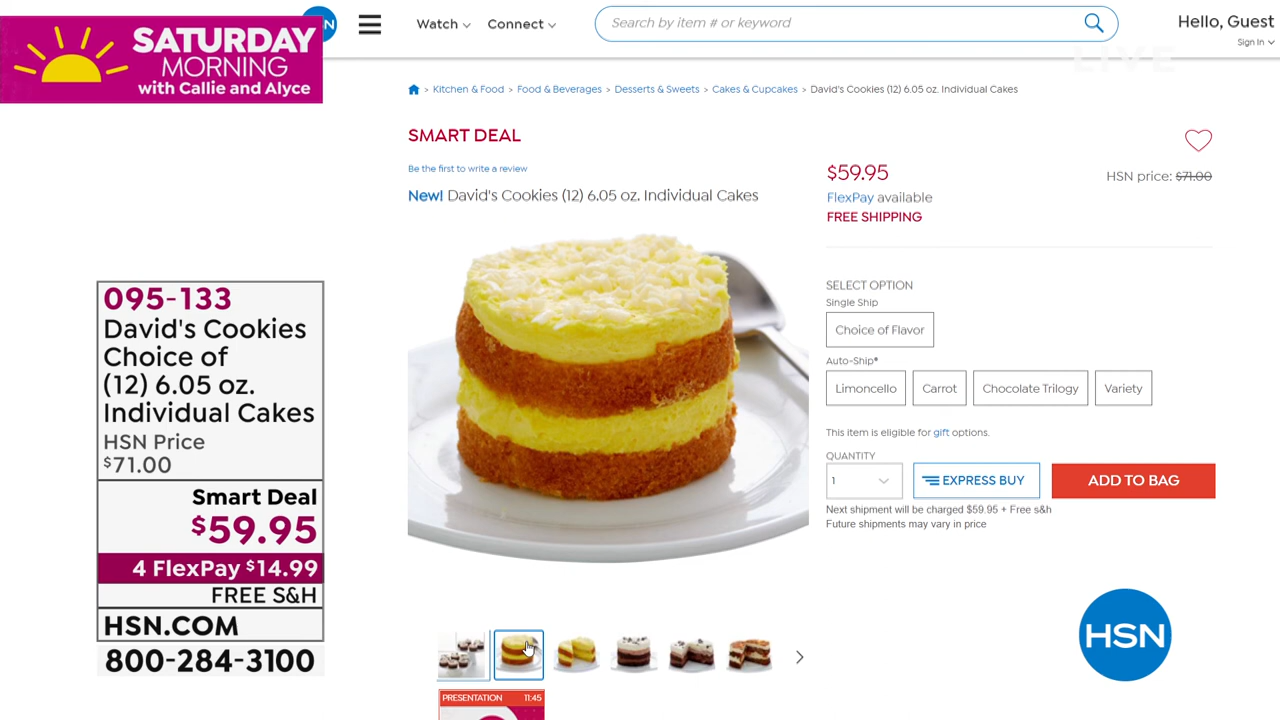 SATURDAY
MORNING
with Callie and Alyce
Watch
Connect
Search by item # or keyword
Hello, Guest
Sign In
LIVE
> Kitchen & Food > Food & Beverages > Desserts & Sweets > Cakes & Cupcakes > David's Cookies (12) 6.05 oz. Individual Cakes
SMART DEAL
Be the first to write a review
New! David's Cookies (12) 6.05 oz. Individual Cakes
$59.95
HSN price: $71.00
FlexPay available
FREE SHIPPING
SELECT OPTION
Single Ship
Choice of Flavor
Auto-Ship®
Limoncello
Carrot
Chocolate Trilogy
Variety
This item is eligible for gift options.
QUANTITY
1
EXPRESS BUY
ADD TO BAG
Next shipment will be charged $59.95 + Free s&h
Future shipments may vary in price
095-133
David's Cookies
Choice of
(12) 6.05 oz.
Individual Cakes
HSN Price
$71.00
Smart Deal
$59.95
4 FlexPay $14.99
FREE S&H
HSN.COM
800-284-3100
PRESENTATION 11:45
HSN